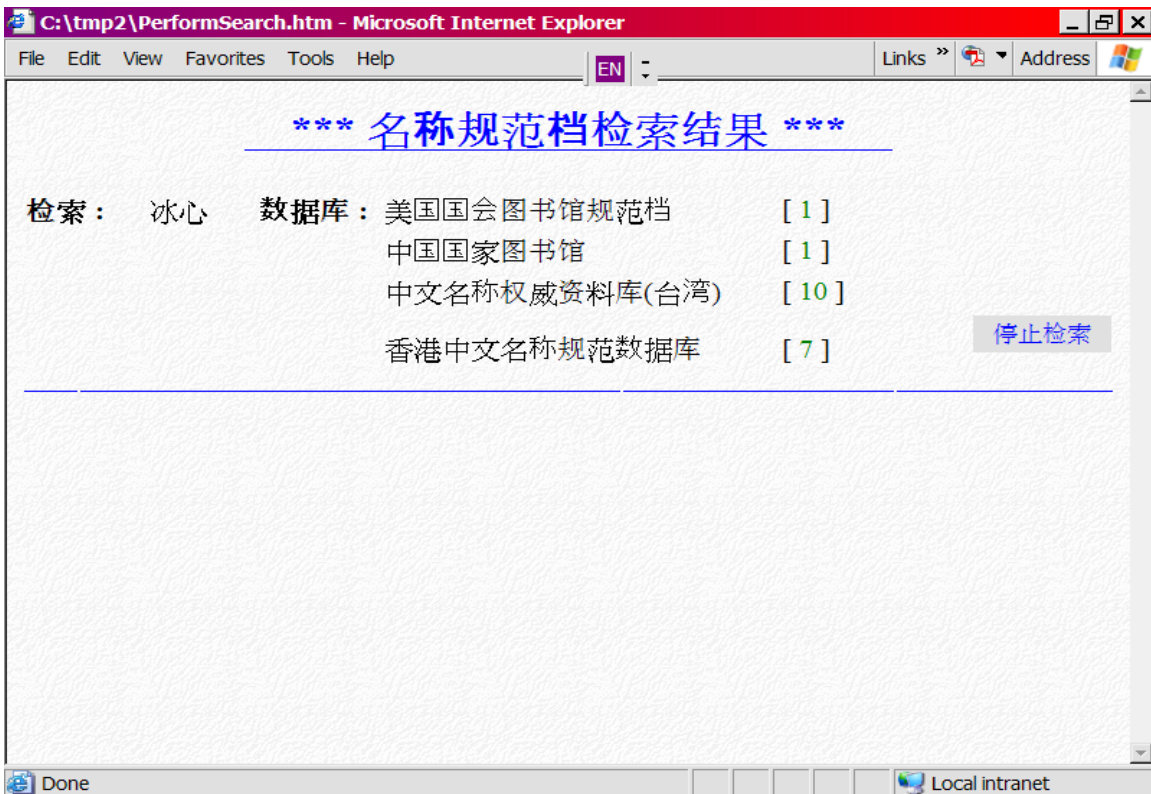 C:\tmp2\PerformSearch.htm - Microsoft Internet Explorer
File Edit View Favorites Tools Help EN Links » Address
*** 名称规范档检索结果 ***
检索： 冰心 数据库：美国国会图书馆规范档 [ 1 ]
中国国家图书馆 [ 1 ]
中文名称权威资料库(台湾) [ 10 ]
停止检索
香港中文名称规范数据库 [ 7 ]
Done Local intranet